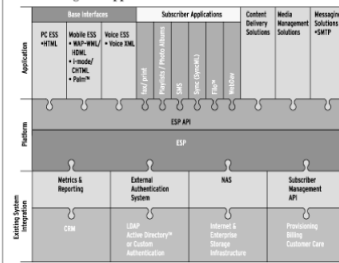 Base Interfaces
Subscriber Applications
Content
Delivery
Solutions
Media
Management
Solutions
Messaging
Solutions
•SMTP
Application
PC ESS
•HTML
Mobile ESS
• WAP-WML/
HDML
• i-mode/
CHTML
• Palm™
Voice ESS
• Voice XML
fax/ print
Playlists / Photo Albums
SMS
Sync (SyncML)
File™
WebDav
Platform
ESP API
ESP
Existing System
Integration
Metrics &
Reporting
External
Authentication
System
NAS
Subscriber
Management
API
CRM
LDAP
Active Directory™
or Custom
Authentication
Internet &
Enterprise
Storage
Infrastructure
Provisioning
Billing
Customer Care